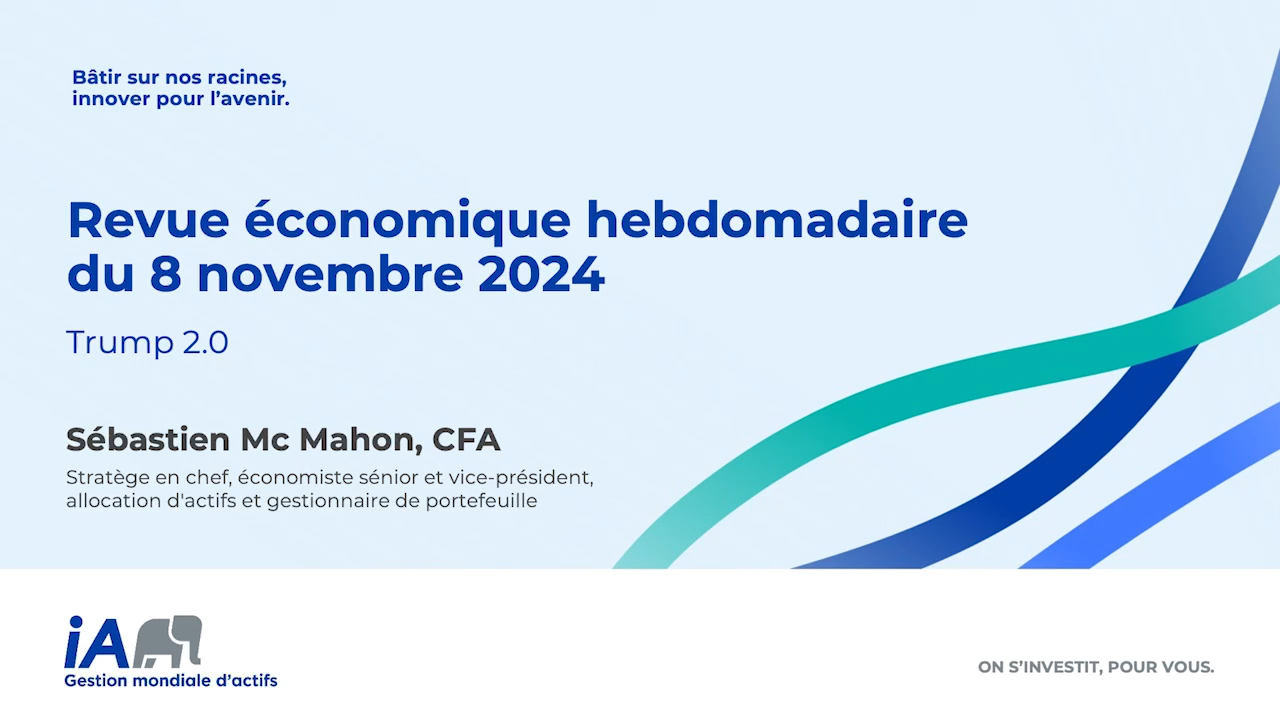 Bâtir sur nos racines,
innover pour l'avenir.
Revue économique hebdomadaire
du 8 novembre 2024
Trump 2.0
Sébastien Mc Mahon, CFA
Stratège en chef, économiste sénior et vice-président,
allocation d'actifs et gestionnaire de portefeuille
iA
Gestion mondiale d'actifs
ON S'INVESTIT, POUR VOUS.